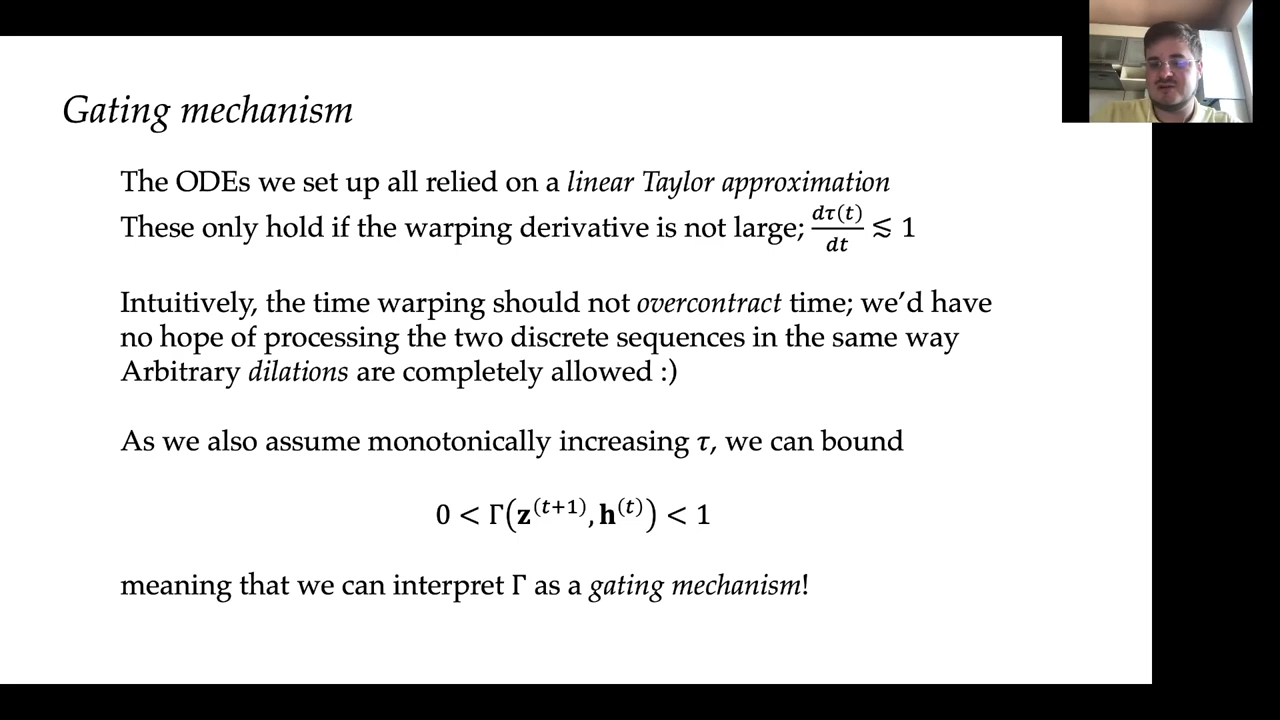 Gating mechanism
The ODEs we set up all relied on a linear Taylor approximation
These only hold if the warping derivative is not large; dτ(t)/dt ≲ 1
Intuitively, the time warping should not overcontract time; we’d have
no hope of processing the two discrete sequences in the same way
Arbitrary dilations are completely allowed :)
As we also assume monotonically increasing τ, we can bound
0 < Γ(z^(t+1), h^(t)) < 1
meaning that we can interpret Γ as a gating mechanism!